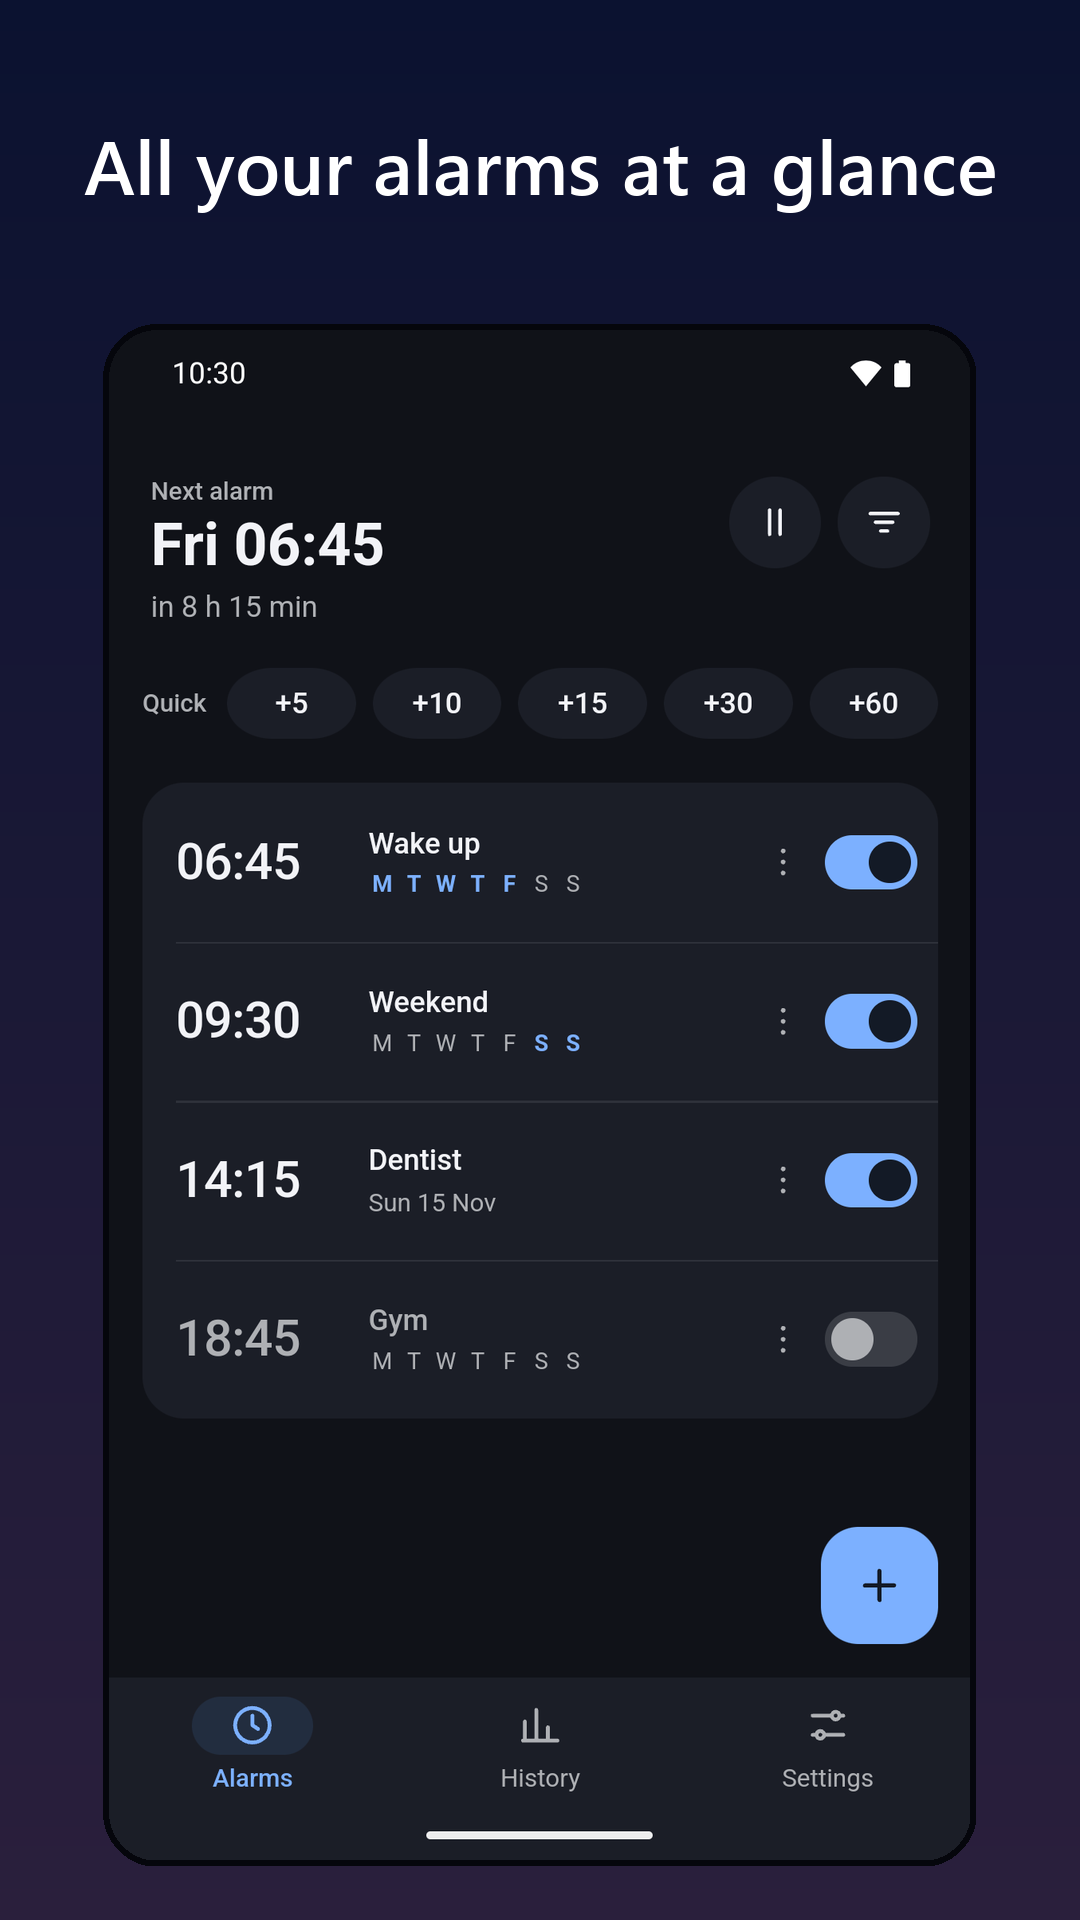 All your alarms at a glance
10:30
Next alarm
Fri 06:45
in 8 h 15 min
Quick +5 +10 +15 +30 +60
06:45 Wake up
M T W T F S S
09:30 Weekend
M T W T F S S
14:15 Dentist
Sun 15 Nov
18:45 Gym
M T W T F S S
Alarms History Settings